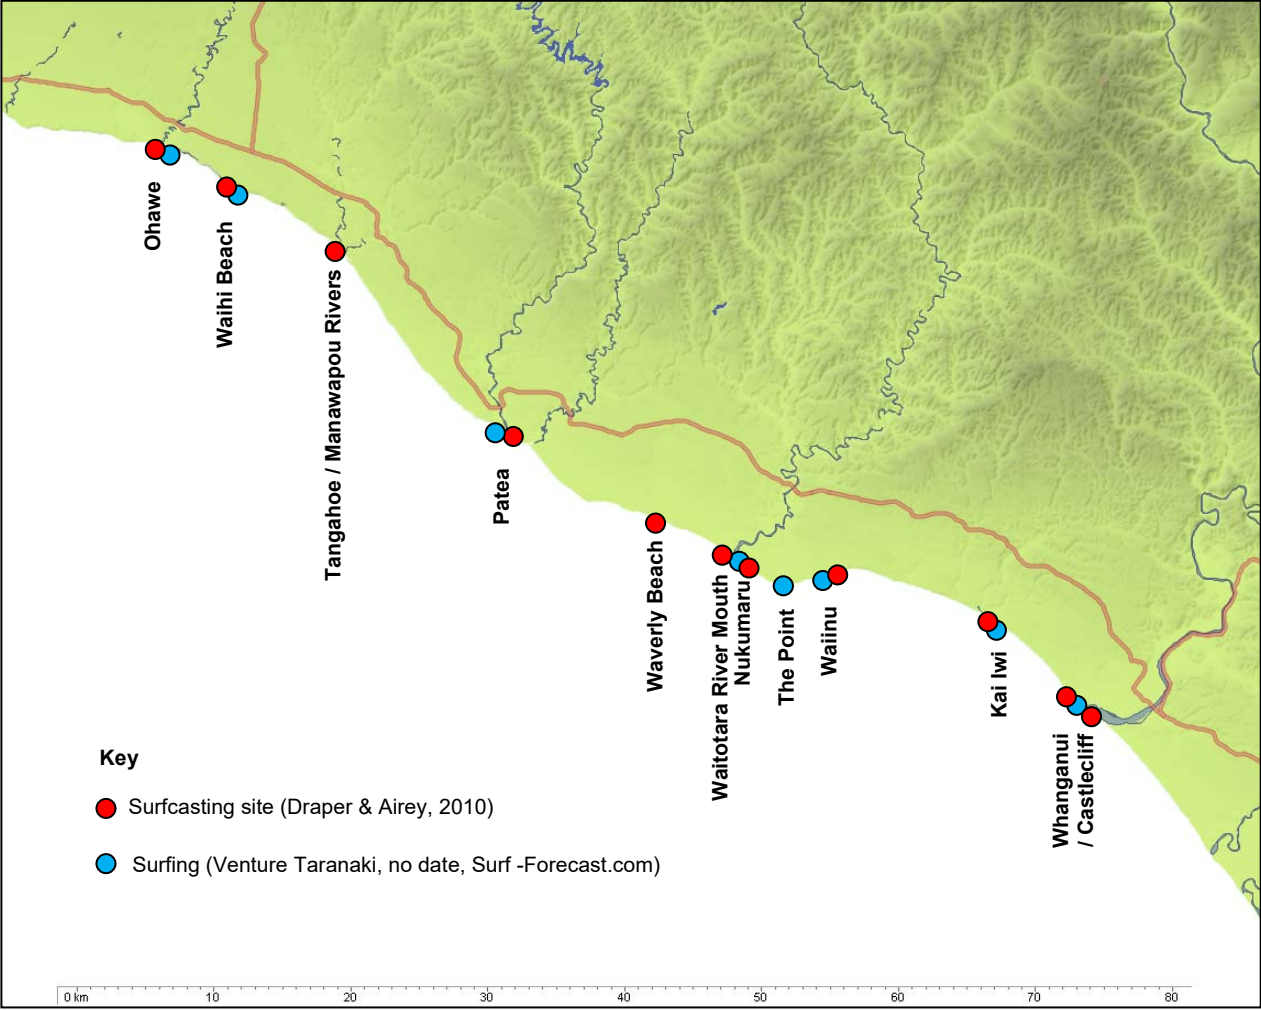 Ohawe
Waihi Beach
Tangahoe / Manawapou Rivers
Patea
Waverly Beach
Waitotara River Mouth
Nukumaru
The Point
Waiinu
Kai Iwi
Whanganui
/ Castlecliff
Key
Surfcasting site (Draper & Airey, 2010)
Surfing (Venture Taranaki, no date, Surf -Forecast.com)
0 km 10 20 30 40 50 60 70 80